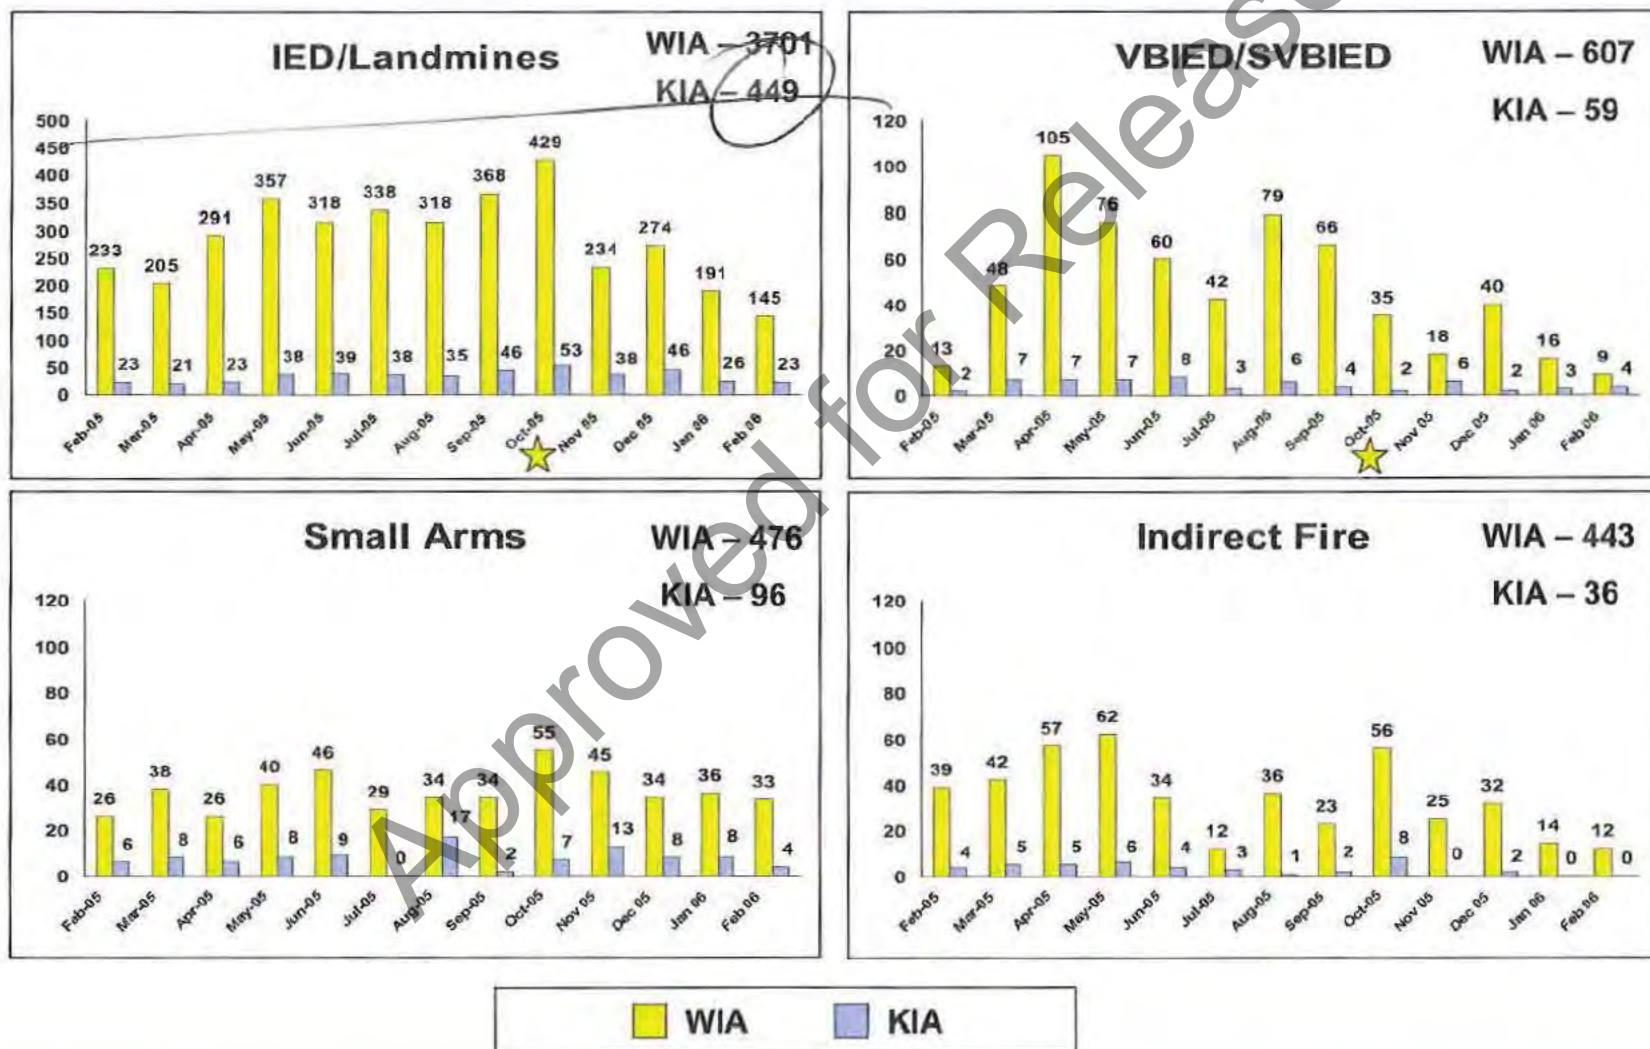 IED/Landmines
WIA – 3701
KIA – 449
500
450
400
350
300
250
200
150
100
50
0
233 205 291 357 318 338 318 368 429 234 274 191 145
23 21 23 38 39 38 35 46 53 38 46 26 23
Feb-05 Mar-05 Apr-05 May-05 Jun-05 Jul-05 Aug-05 Sep-05 Oct-05 Nov 05 Dec 05 Jan 06 Feb 06
VBIED/SVBIED
WIA – 607
KIA – 59
120
100
80
60
40
20
0
13 48 105 76 60 42 79 66 35 18 40 16 9
2 7 7 7 8 3 6 4 2 6 2 3 4
Feb-05 Mar-05 Apr-05 May-05 Jun-05 Jul-05 Aug-05 Sep-05 Oct-05 Nov 05 Dec 05 Jan 06 Feb 06
Small Arms
WIA – 476
KIA – 96
120
100
80
60
40
20
0
26 38 26 40 46 29 34 34 55 45 34 36 33
6 8 6 8 9 0 17 2 7 13 8 8 4
Feb-05 Mar-05 Apr-05 May-05 Jun-05 Jul-05 Aug-05 Sep-05 Oct-05 Nov 05 Dec 05 Jan 06 Feb 06
Indirect Fire
WIA – 443
KIA – 36
120
100
80
60
40
20
0
39 42 57 62 34 12 36 23 56 25 32 14 12
4 5 5 6 4 3 1 2 8 0 2 0 0
Feb-05 Mar-05 Apr-05 May-05 Jun-05 Jul-05 Aug-05 Sep-05 Oct-05 Nov 05 Dec 05 Jan 06 Feb 06
WIA KIA
Approved for Release